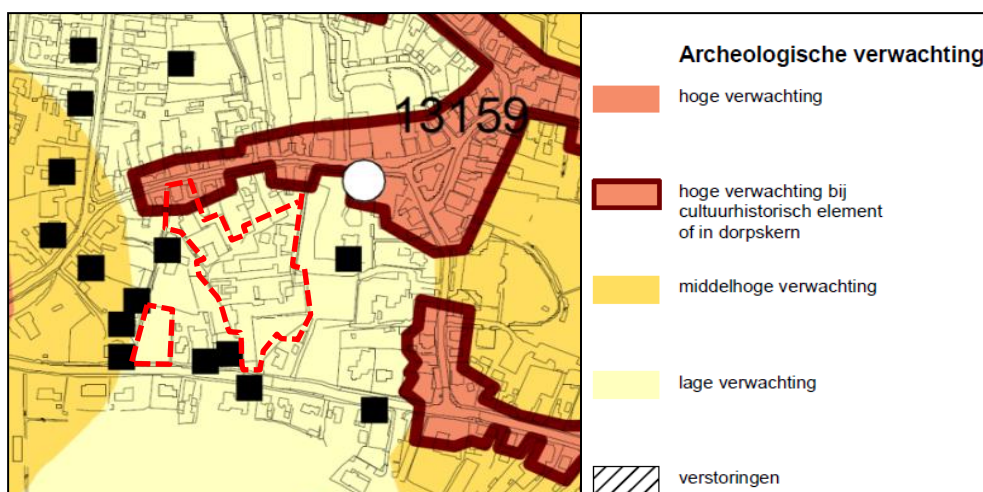 13159
Archeologische verwachting
hoge verwachting
hoge verwachting bij
cultuurhistorisch element
of in dorpskern
middelhoge verwachting
lage verwachting
verstoringen